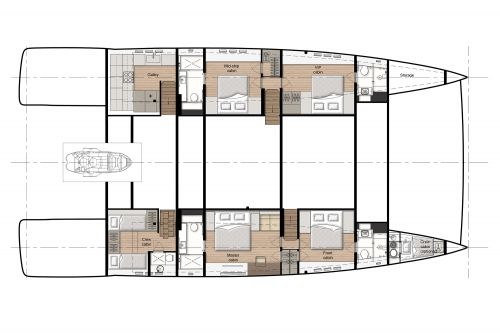 Galley
Mid-ship
cabin
VIP
cabin
Storage
Crew
cabin
Master
cabin
Front
cabin
Crew
cabin
(optional)